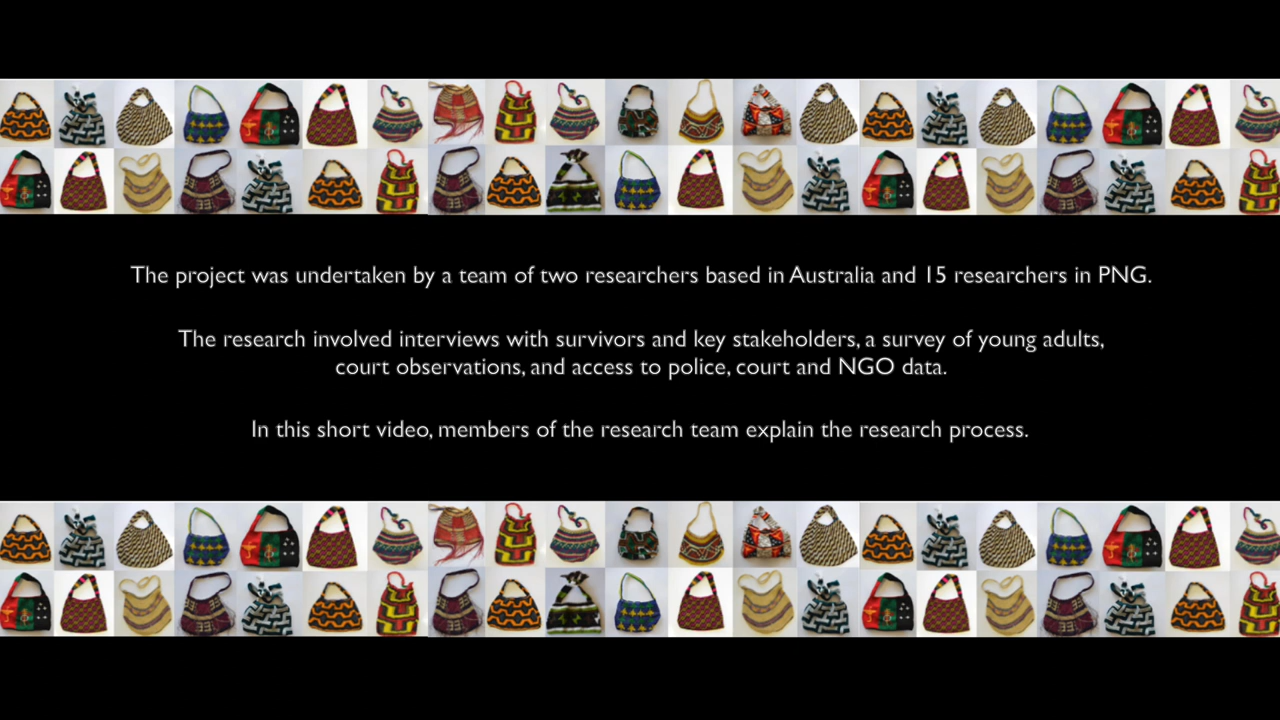 The project was undertaken by a team of two researchers based in Australia and 15 researchers in PNG.
The research involved interviews with survivors and key stakeholders, a survey of young adults,
court observations, and access to police, court and NGO data.
In this short video, members of the research team explain the research process.